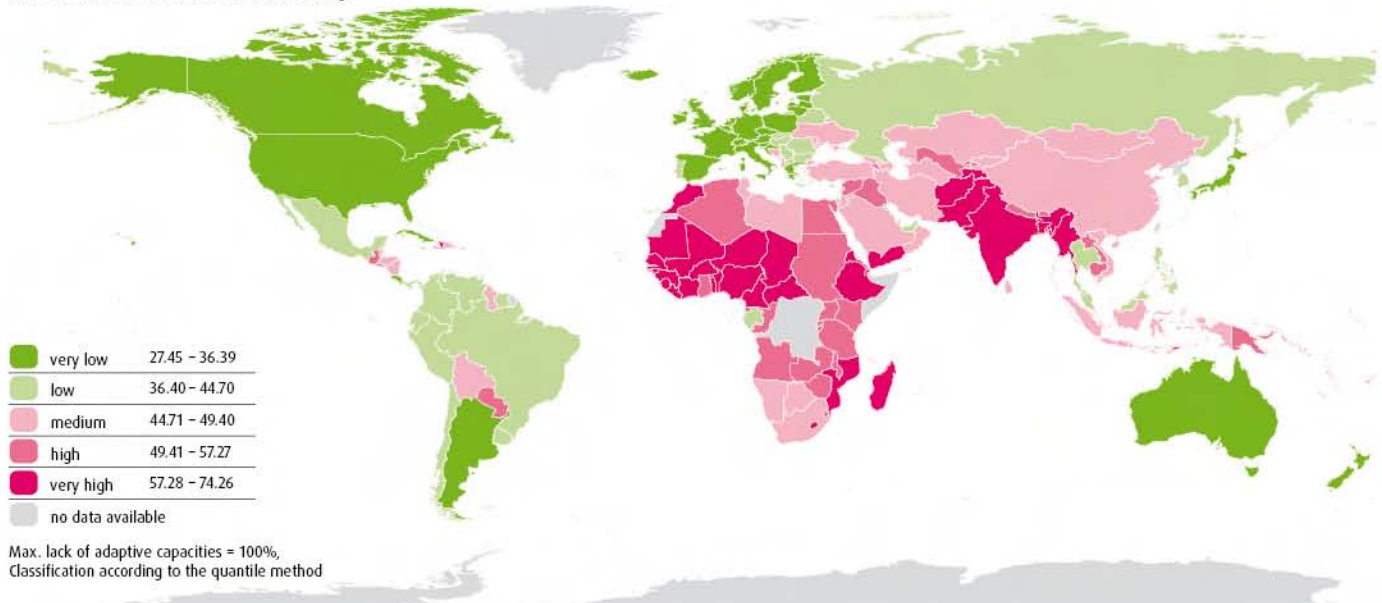 very low 27.45 – 36.39
low 36.40 – 44.70
medium 44.71 – 49.40
high 49.41 – 57.27
very high 57.28 – 74.26
no data available
Max. lack of adaptive capacities = 100%,
Classification according to the quantile method